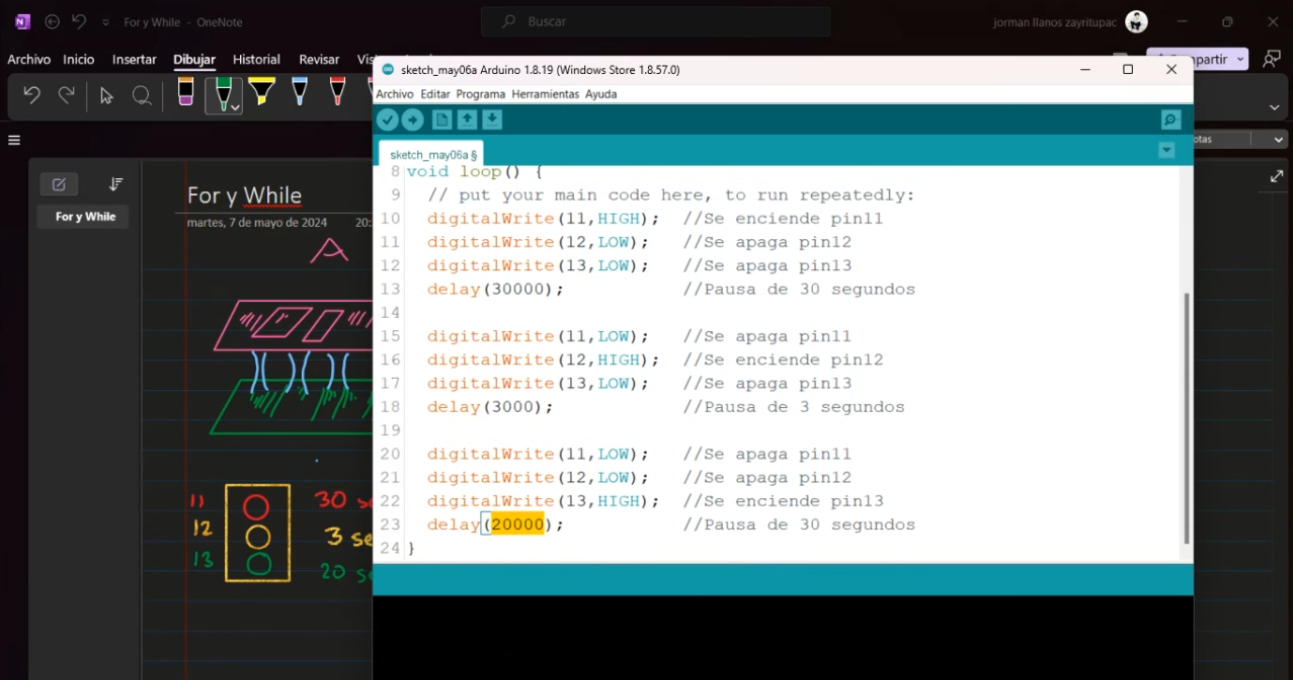 For y While - OneNote
Buscar
jorman llanos zayritupac
Archivo Inicio Insertar Dibujar Historial Revisar
sketch_may06a Arduino 1.8.19 (Windows Store 1.8.57.0)
Archivo Editar Programa Herramientas Ayuda
sketch_may06a §
8 void loop() {
9 // put your main code here, to run repeatedly:
10 digitalWrite(11,HIGH); //Se enciende pin11
11 digitalWrite(12,LOW); //Se apaga pin12
12 digitalWrite(13,LOW); //Se apaga pin13
13 delay(30000); //Pausa de 30 segundos
14
15 digitalWrite(11,LOW); //Se apaga pin11
16 digitalWrite(12,HIGH); //Se enciende pin12
17 digitalWrite(13,LOW); //Se apaga pin13
18 delay(3000); //Pausa de 3 segundos
19
20 digitalWrite(11,LOW); //Se apaga pin11
21 digitalWrite(12,LOW); //Se apaga pin12
22 digitalWrite(13,HIGH); //Se enciende pin13
23 delay(20000); //Pausa de 30 segundos
24 }
For y While
For y While
martes, 7 de mayo de 2024 20:
A
11 30 se
12 3 se
13 20 se